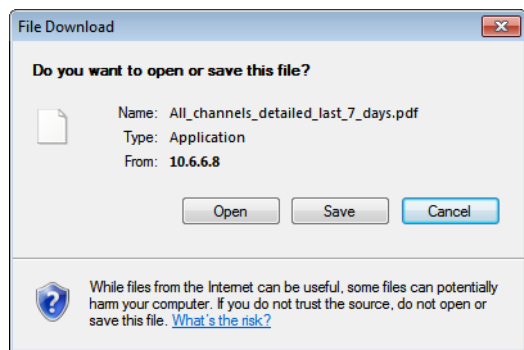 File Download
Do you want to open or save this file?
Name: All_channels_detailed_last_7_days.pdf
Type: Application
From: 10.6.6.8
Open Save Cancel
While files from the Internet can be useful, some files can potentially
harm your computer. If you do not trust the source, do not open or
save this file. What's the risk?